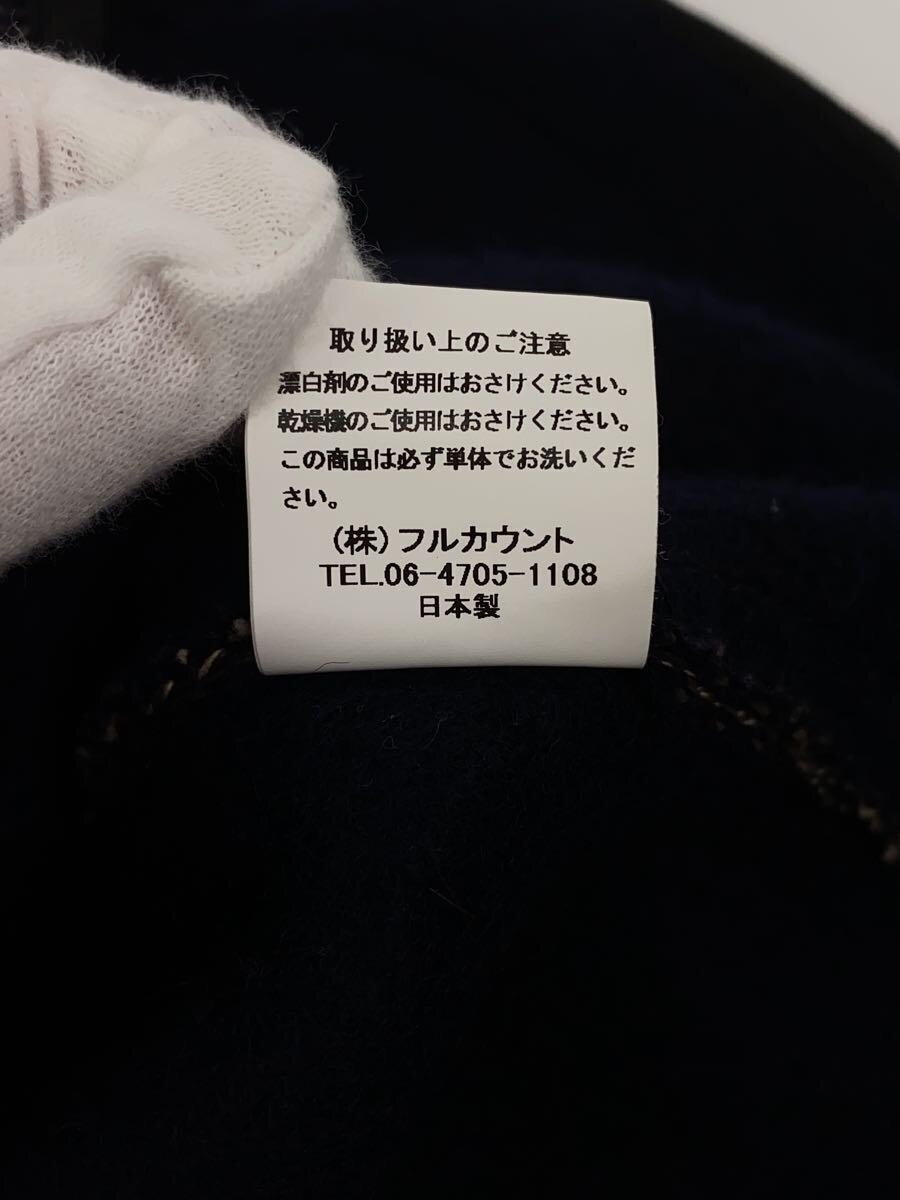 取り扱い上のご注意
漂白剤のご使用はおさけください。
乾燥機のご使用はおさけください。
この商品は必ず単体でお洗いくだ
さい。
(株)フルカウント
TEL.06-4705-1108
日本製